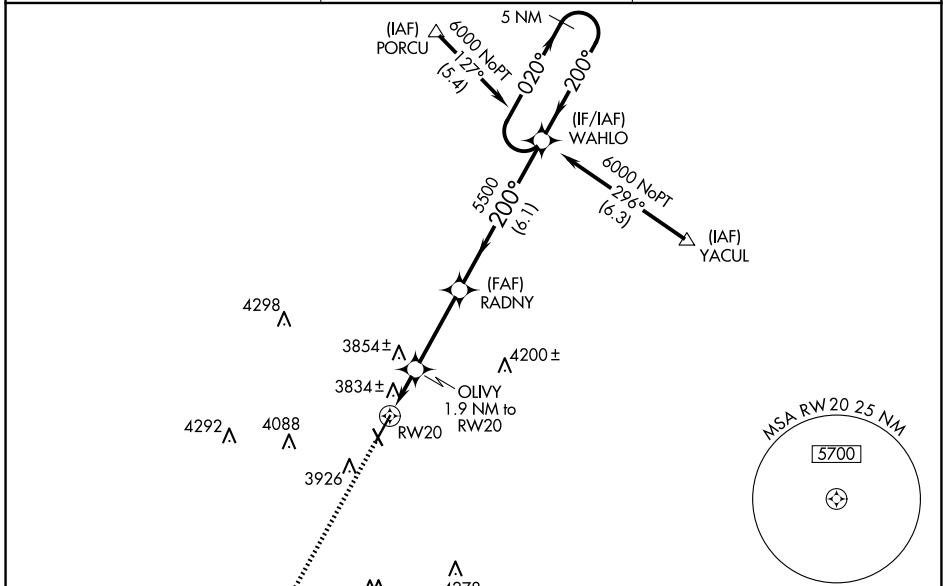 5 NM
(IAF)
PORCU
6000 NoPT
127°
(5.4)
020°
200°
(IF/IAF)
WAHLO
6000 NoPT
296°
(6.3)
(IAF)
YACUL
5500
200°
(6.1)
(FAF)
RADNY
4298
3854±
4200±
3834±
OLIVY
1.9 NM to
RW20
RW20
4292
4088
3926
MSA RW20 25 NM
5700